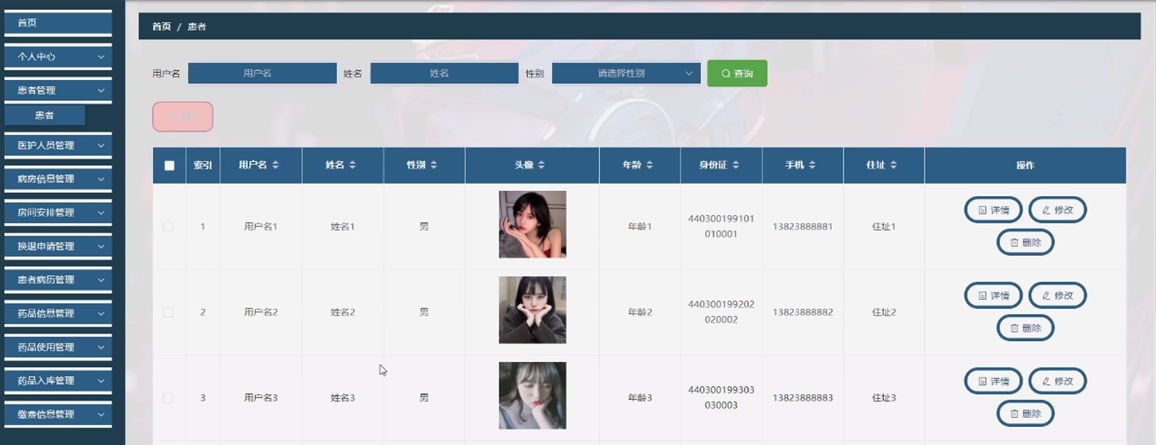 首页
个人中心
患者管理
患者
医护人员管理
病房信息管理
房间安排管理
换退申请管理
患者病历管理
药品信息管理
药品使用管理
药品入库管理
缴费信息管理
首页 / 患者
用户名 用户名 姓名 姓名 性别 请选择性别 查询
索引 用户名 姓名 性别 头像 年龄 身份证 手机 住址 操作
1 用户名1 姓名1 男 年龄1 440300199101010001 13823888881 住址1 详情 修改
删除
2 用户名2 姓名2 男 年龄2 440300199202020002 13823888882 住址2 详情 修改
删除
3 用户名3 姓名3 男 年龄3 440300199303030003 13823888883 住址3 详情 修改
删除